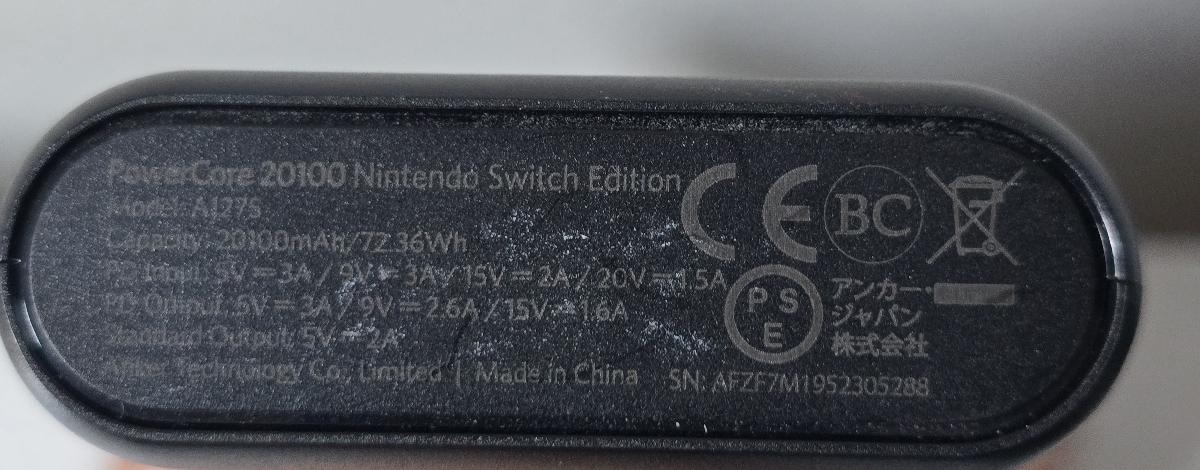 PowerCore 20100 Nintendo Switch Edition
Model: A1275
Capacity: 20100mAh/72.36Wh
PD Input: 5V⎓3A / 9V⎓3A / 15V⎓2A / 20V⎓1.5A
PD Output: 5V⎓3A / 9V⎓2.6A / 15V⎓1.6A
Standard Output: 5V⎓2A
Anker Technology Co., Limited | Made in China
SN: AFZF7M1952305288
CE
BC
PSE
アンカー・
ジャパン
株式会社